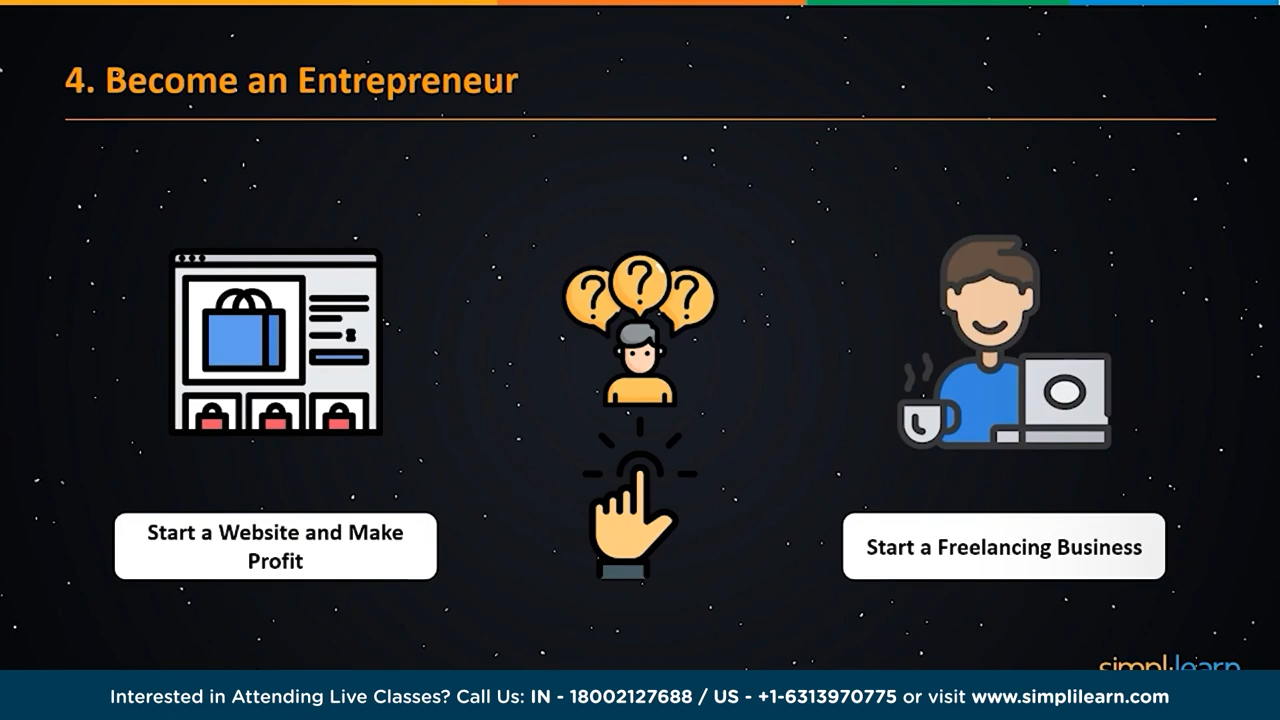 4. Become an Entrepreneur
? ? ?
Start a Website and Make
Profit
Start a Freelancing Business
simplilearn
Interested in Attending Live Classes? Call Us: IN - 18002127688 / US - +1-6313970775 or visit www.simplilearn.com